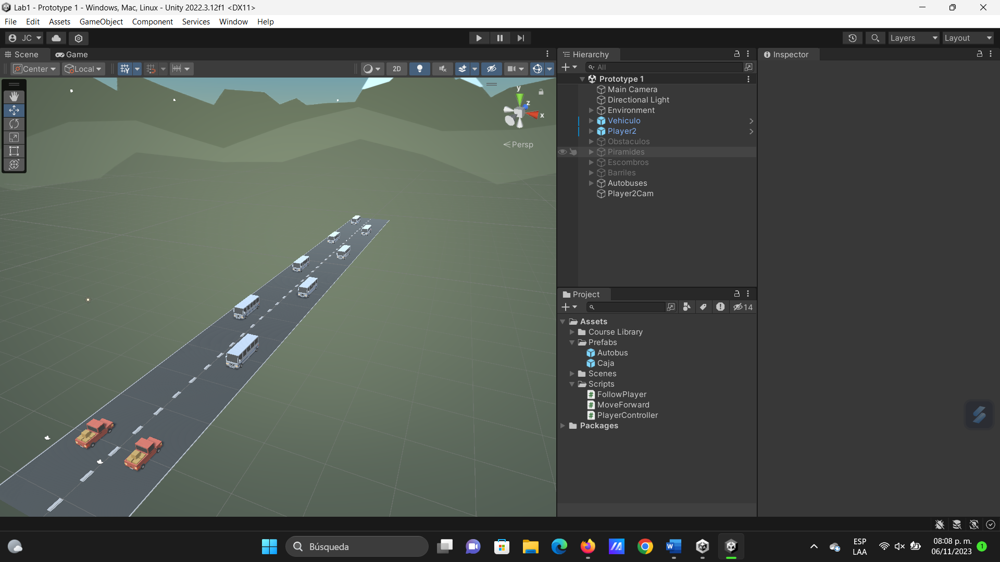 Lab1 - Prototype 1 - Windows, Mac, Linux - Unity 2022.3.12f1 <DX11>
File Edit Assets GameObject Component Services Window Help
JC Layers Layout
Scene Game
Center Local 2D
y
z
x
Persp
Hierarchy
All
Prototype 1
Main Camera
Directional Light
Environment
Vehiculo
Player2
Obstaculos
Piramides
Escombros
Barriles
Autobuses
Player2Cam
Project
14
Assets
Course Library
Prefabs
Autobus
Caja
Scenes
Scripts
FollowPlayer
MoveForward
PlayerController
Packages
Inspector
Búsqueda
ESP
LAA
08:08 p. m.
06/11/2023
1